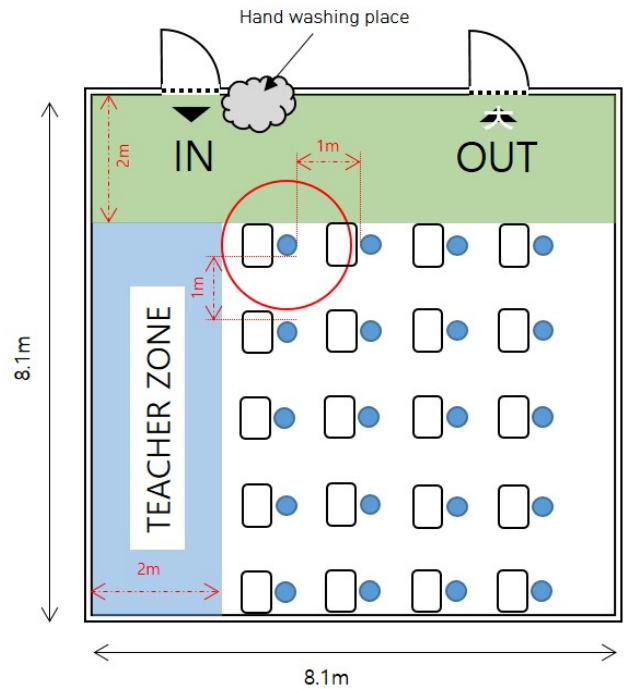 Hand washing place
IN
OUT
2m
1m
1m
TEACHER ZONE
8.1m
2m
8.1m